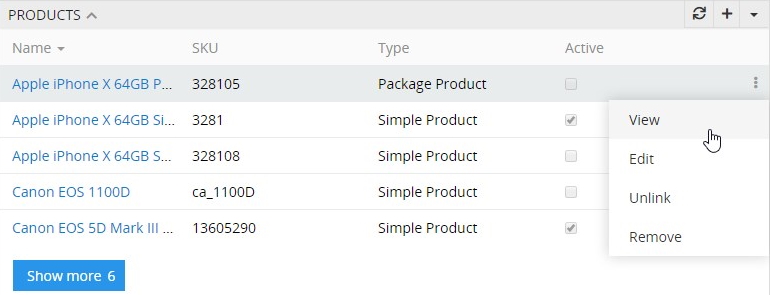 PRODUCTS
Name SKU Type Active
Apple iPhone X 64GB P... 328105 Package Product
Apple iPhone X 64GB Si... 3281 Simple Product
Apple iPhone X 64GB S... 328108 Simple Product
Canon EOS 1100D ca_1100D Simple Product
Canon EOS 5D Mark III ... 13605290 Simple Product
View
Edit
Unlink
Remove
Show more 6